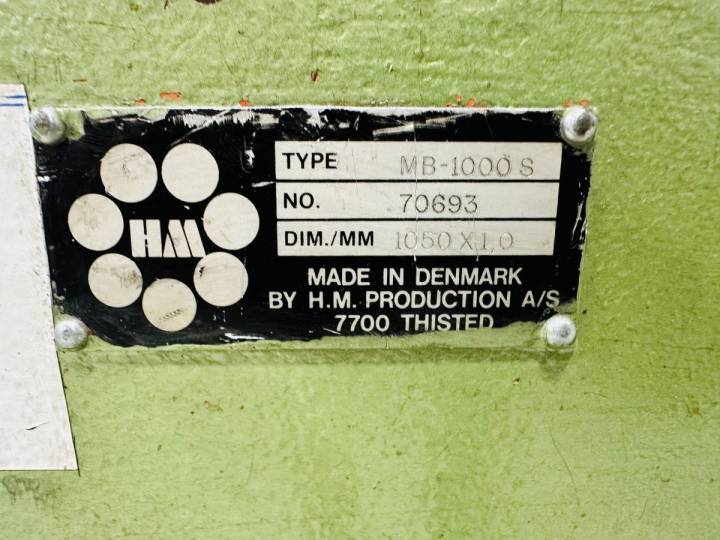 TYPE MB-1000 S
NO. 70693
DIM./MM 1050 X 1,0
HM
MADE IN DENMARK
BY H.M. PRODUCTION A/S
7700 THISTED